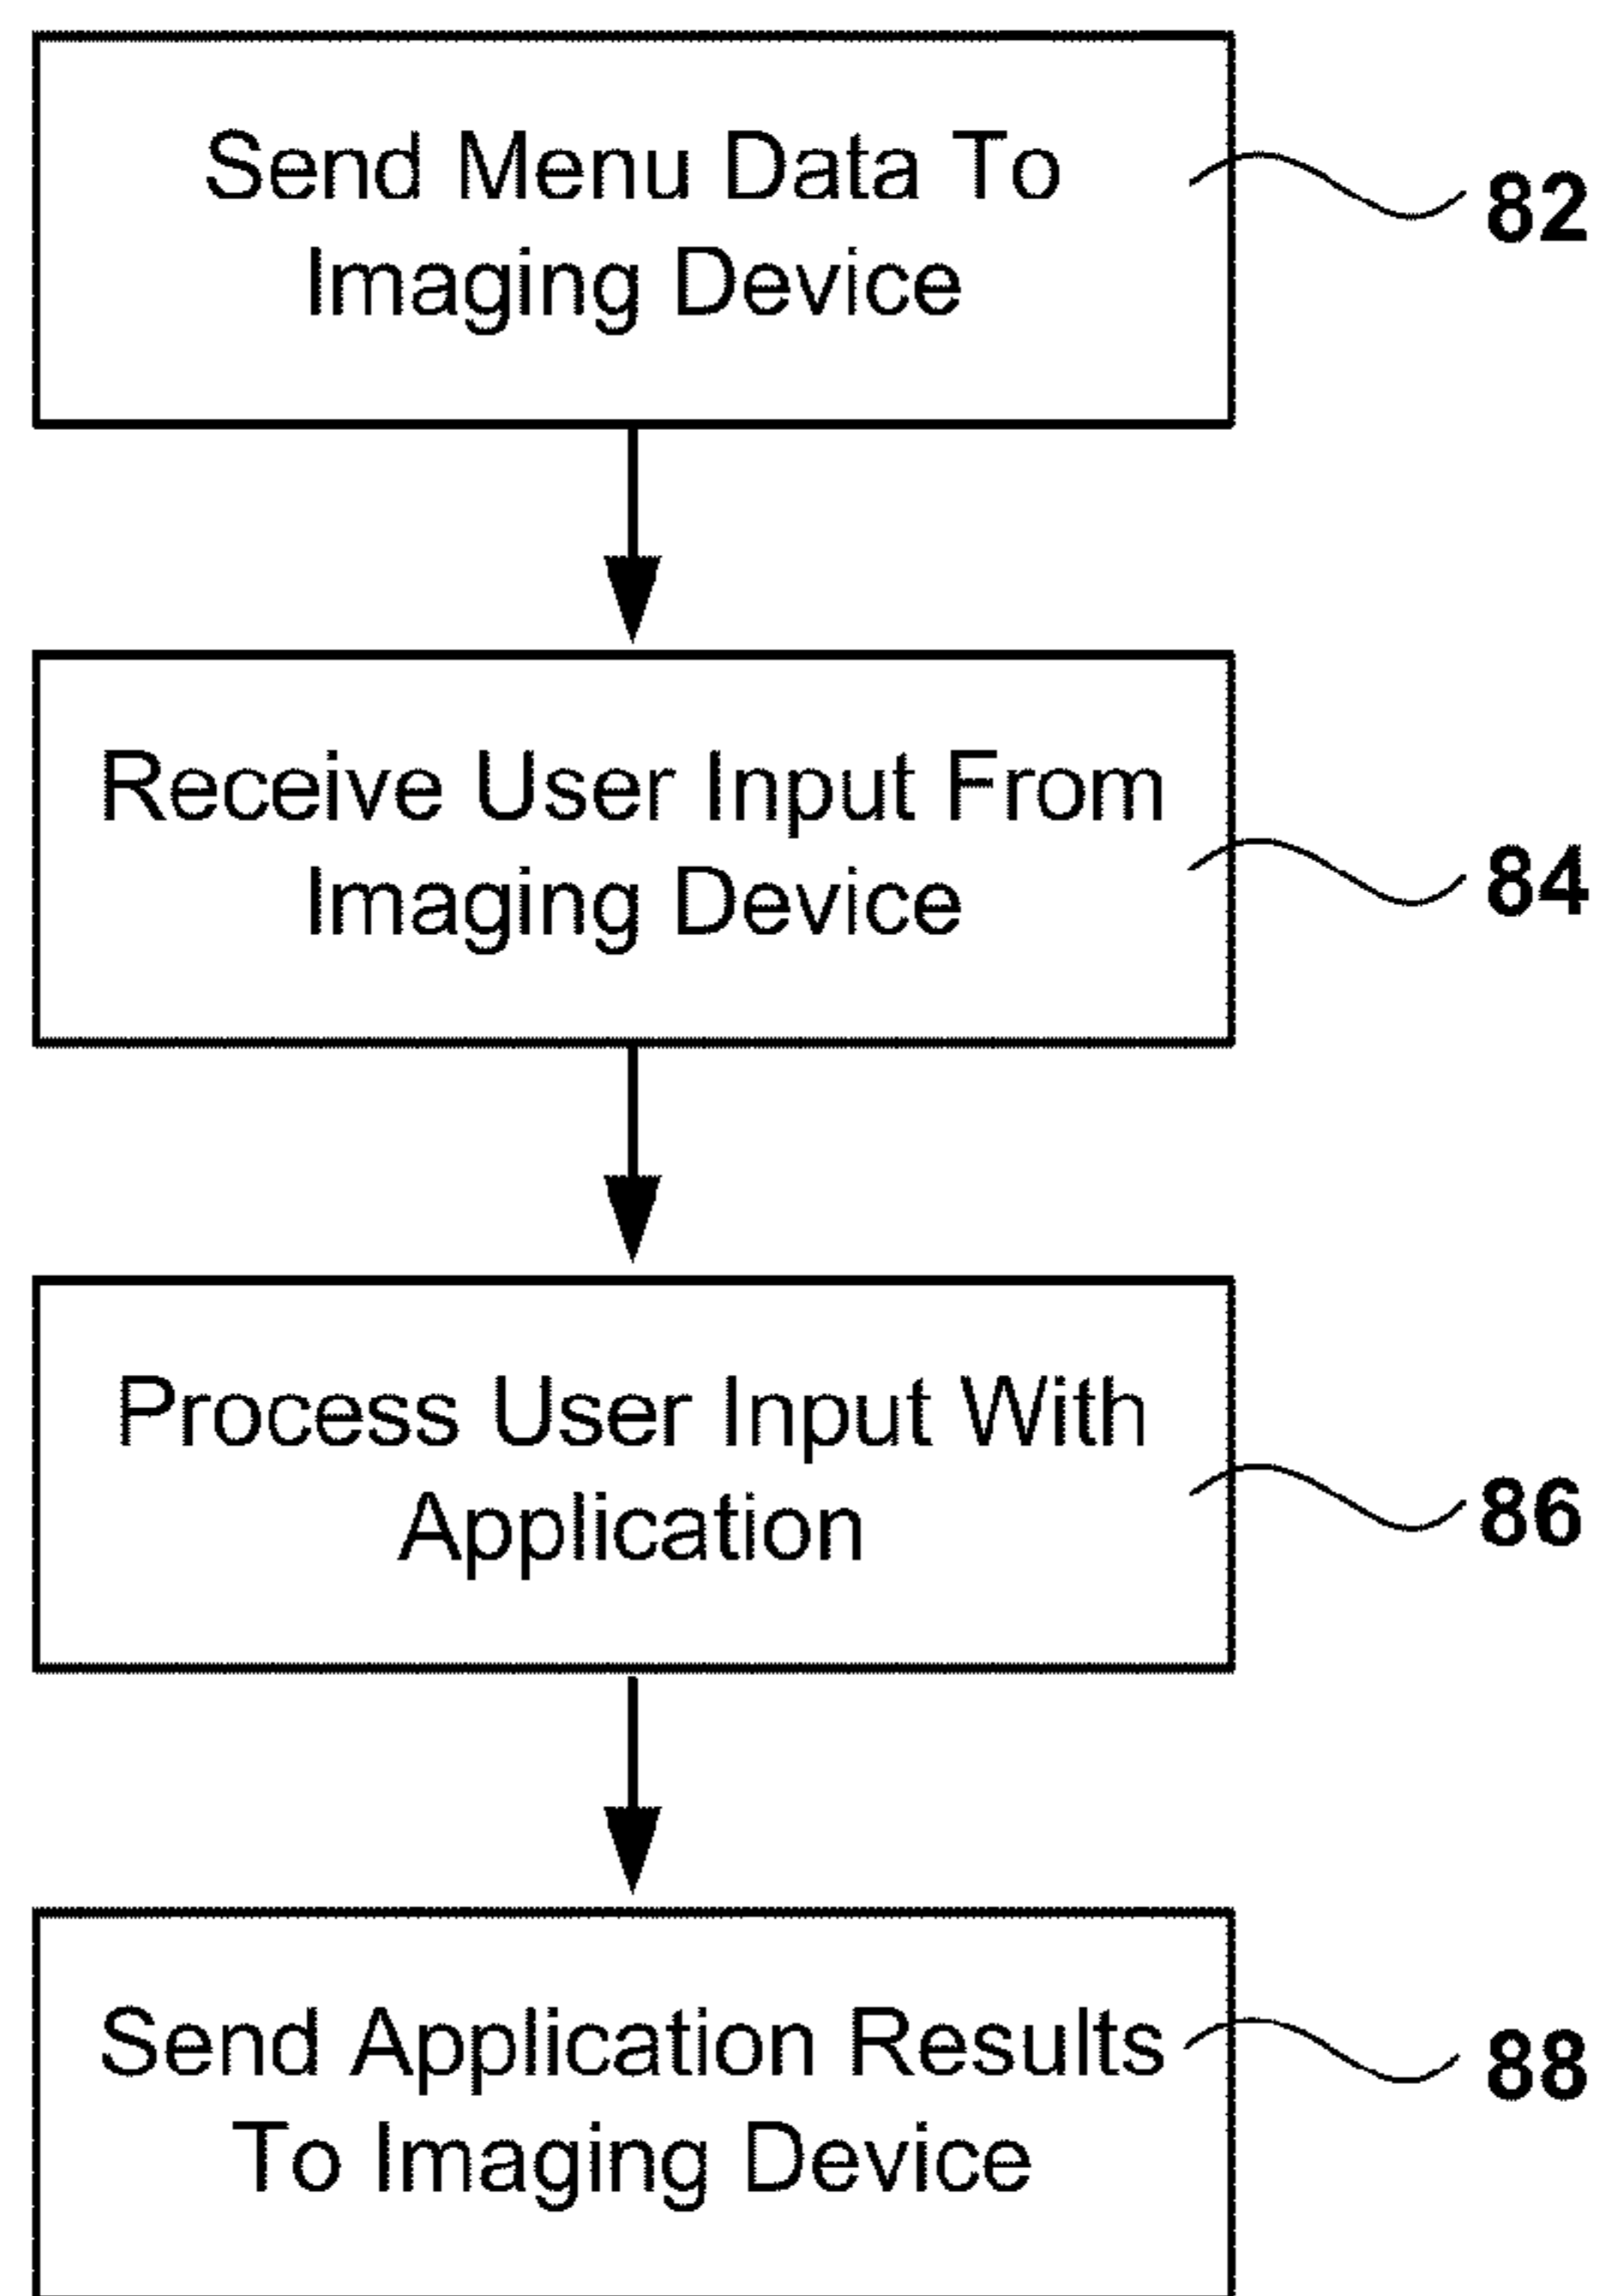 Send Menu Data To
Imaging Device
82
Receive User Input From
Imaging Device
84
Process User Input With
Application
86
Send Application Results
To Imaging Device
88